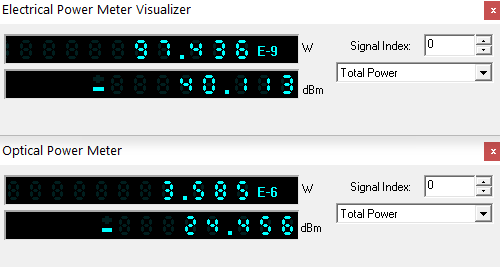 Electrical Power Meter Visualizer x
97.436 E-9 W Signal Index: 0
-40.113 dBm Total Power
Optical Power Meter x
3.585 E-6 W Signal Index: 0
-24.456 dBm Total Power